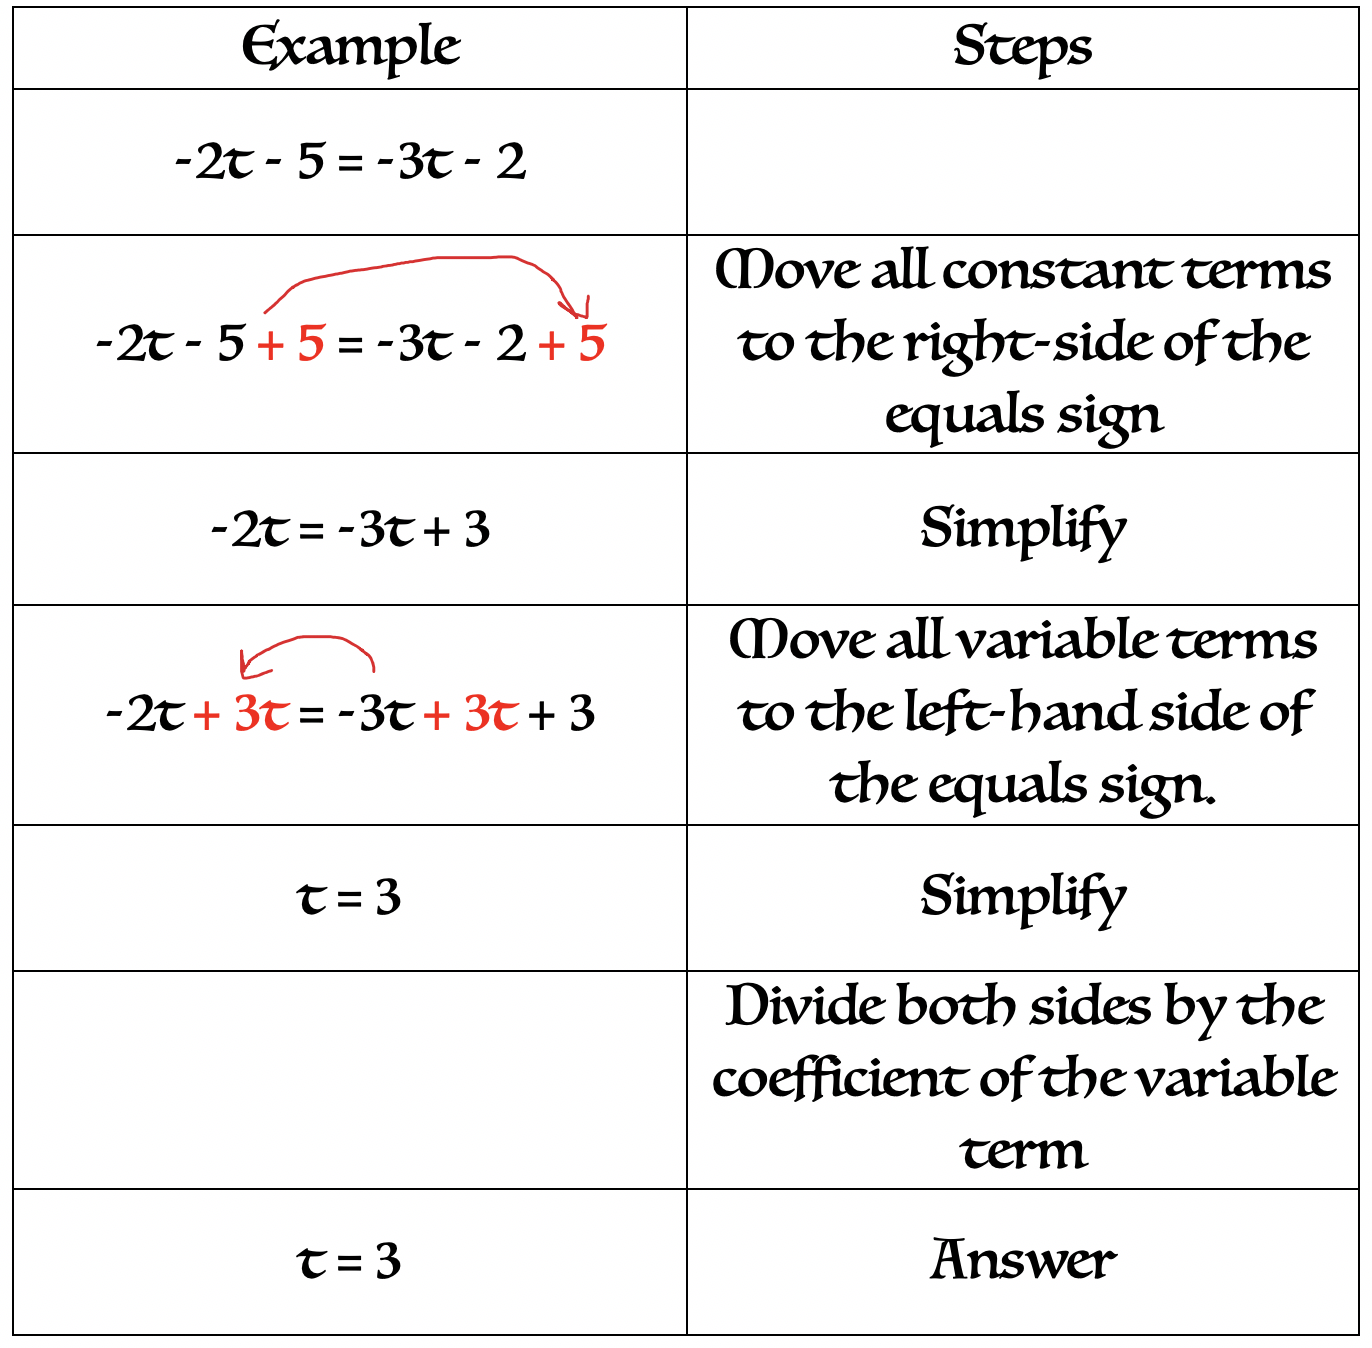 Example
Steps
-2t - 5 = -3t - 2
-2t - 5 + 5 = -3t - 2 + 5
Move all constant terms
to the right-side of the
equals sign
-2t = -3t + 3
Simplify
-2t + 3t = -3t + 3t + 3
Move all variable terms
to the left-hand side of
the equals sign.
t = 3
Simplify
Divide both sides by the
coefficient of the variable
term
t = 3
Answer